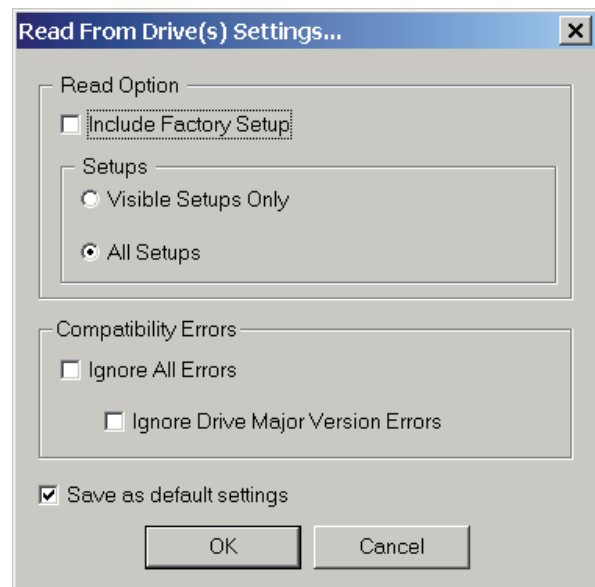 Read From Drive(s) Settings...
Read Option
Include Factory Setup
Setups
Visible Setups Only
All Setups
Compatibility Errors
Ignore All Errors
Ignore Drive Major Version Errors
Save as default settings
OK Cancel